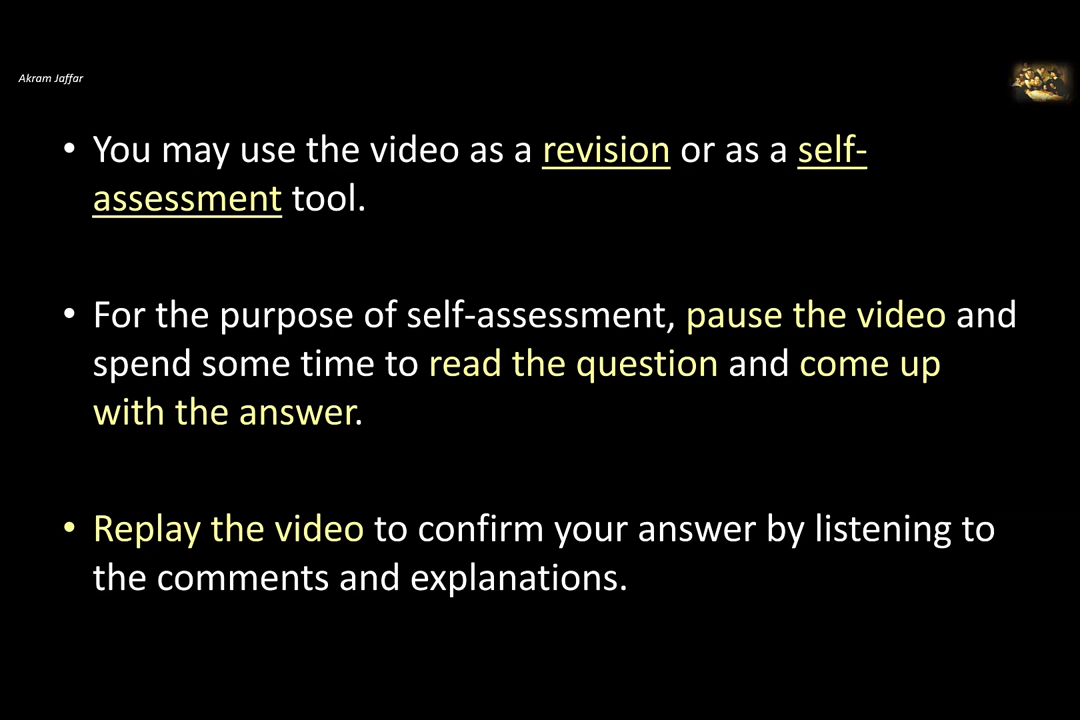 Akram Jaffar
• You may use the video as a revision or as a self-
assessment tool.
• For the purpose of self-assessment, pause the video and
spend some time to read the question and come up
with the answer.
• Replay the video to confirm your answer by listening to
the comments and explanations.